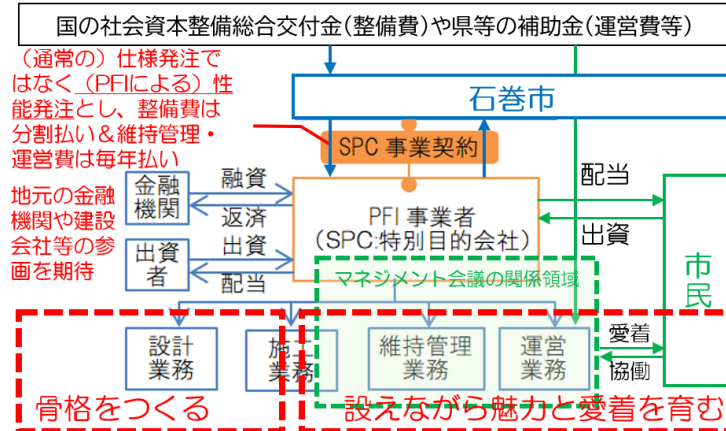 国の社会資本整備総合交付金(整備費)や県等の補助金(運営費等)
（通常の）仕様発注で
はなく（PFIによる）性
能発注とし、整備費は
分割払い＆維持管理・
運営費は毎年払い
石巻市
SPC 事業契約
地元の金融
機関や建設
会社等の参
画を期待
金融
機関
融資
返済
出資
者
出資
配当
PFI 事業者
（SPC:特別目的会社）
配当
出資
市民
マネジメント会議の関係領域
設計
業務
施工
業務
維持管理
業務
運営
業務
愛着
協働
骨格をつくる
設えながら魅力と愛着を育む